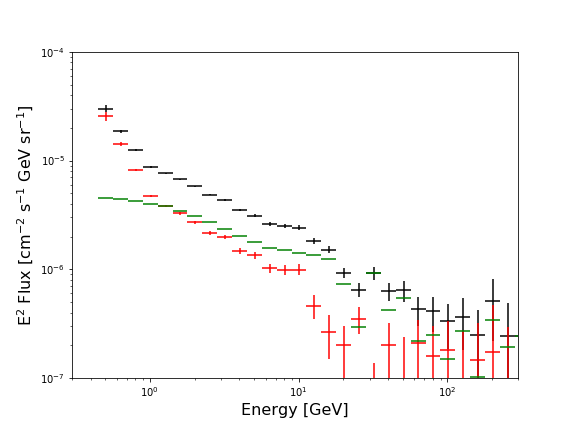 10⁻⁴
10⁻⁵
10⁻⁶
10⁻⁷
E² Flux [cm⁻² s⁻¹ GeV sr⁻¹]
10⁰ 10¹ 10²
Energy [GeV]